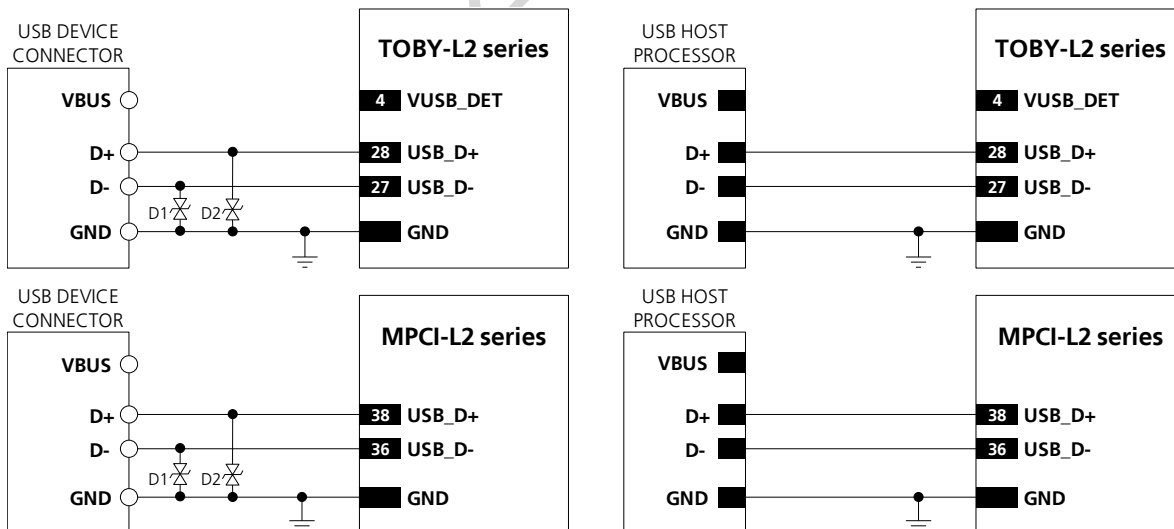 USB DEVICE
CONNECTOR
TOBY-L2 series
VBUS
4 VUSB_DET
D+
28 USB_D+
D-
27 USB_D-
D1
D2
GND
GND
USB HOST
PROCESSOR
TOBY-L2 series
VBUS
4 VUSB_DET
D+
28 USB_D+
D-
27 USB_D-
GND
GND
USB DEVICE
CONNECTOR
MPCI-L2 series
VBUS
D+
38 USB_D+
D-
36 USB_D-
D1
D2
GND
GND
USB HOST
PROCESSOR
MPCI-L2 series
VBUS
D+
38 USB_D+
D-
36 USB_D-
GND
GND